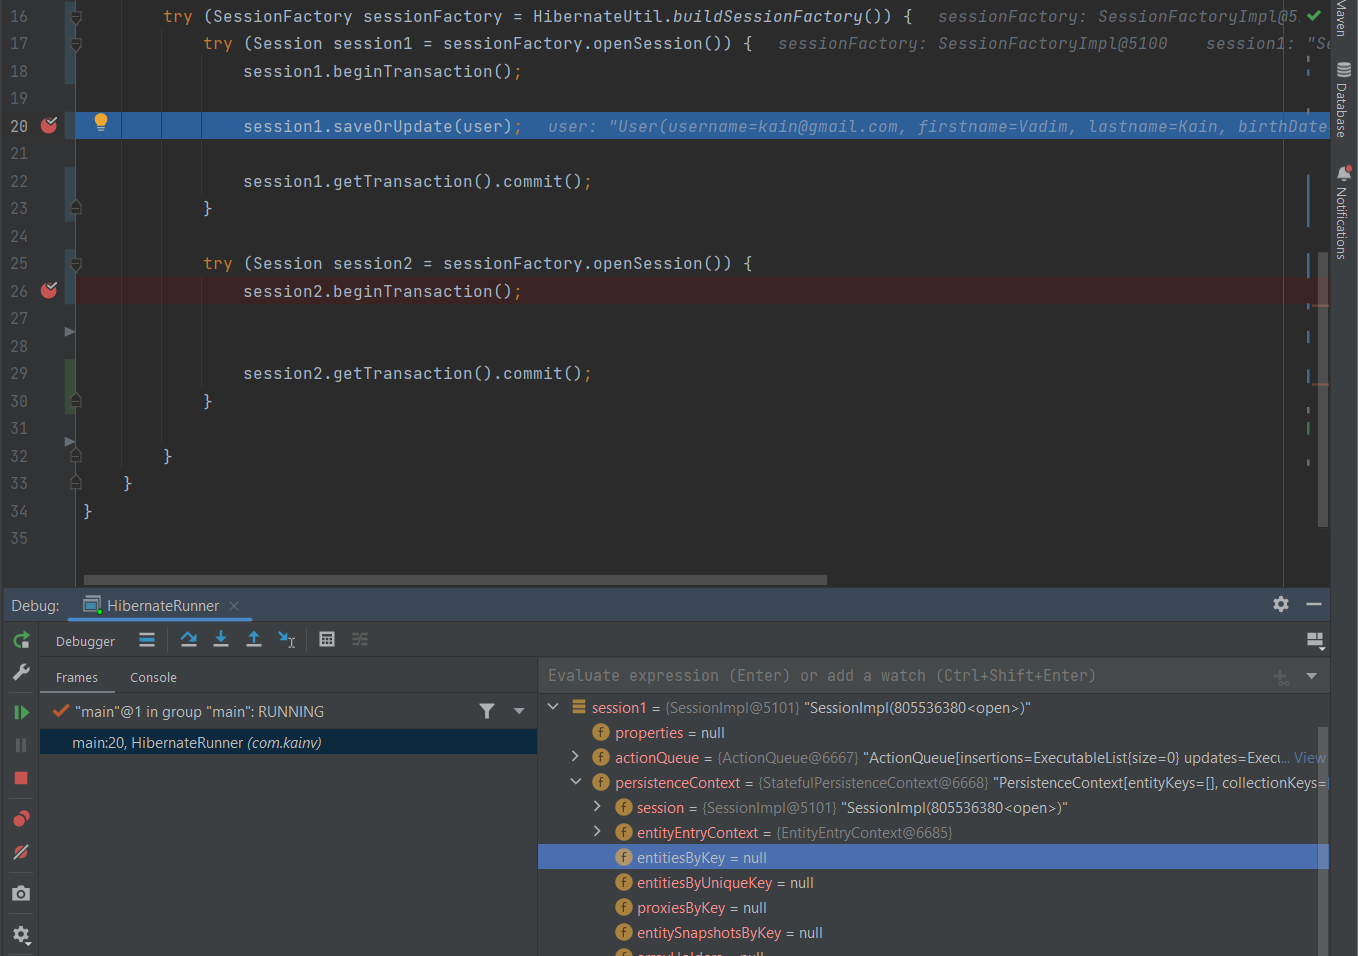 16 try (SessionFactory sessionFactory = HibernateUtil.buildSessionFactory()) { sessionFactory: SessionFactoryImpl@5
17 try (Session session1 = sessionFactory.openSession()) { sessionFactory: SessionFactoryImpl@5100 session1: "Se
18 session1.beginTransaction();
19
20 session1.saveOrUpdate(user); user: "User(username=kain@gmail.com, firstname=Vadim, lastname=Kain, birthDate
21
22 session1.getTransaction().commit();
23 }
24
25 try (Session session2 = sessionFactory.openSession()) {
26 session2.beginTransaction();
27
28
29 session2.getTransaction().commit();
30 }
31
32 }
33 }
34 }
35
Maven
Database
Notifications
Debug: HibernateRunner
Debugger
Frames Console
Evaluate expression (Enter) or add a watch (Ctrl+Shift+Enter)
"main"@1 in group "main": RUNNING
main:20, HibernateRunner (com.kainv)
session1 = {SessionImpl@5101} "SessionImpl(805536380<open>)"
f properties = null
f actionQueue = {ActionQueue@6667} "ActionQueue[insertions=ExecutableList{size=0} updates=Execu... View
f persistenceContext = {StatefulPersistenceContext@6668} "PersistenceContext[entityKeys=[], collectionKeys=
f session = {SessionImpl@5101} "SessionImpl(805536380<open>)"
f entityEntryContext = {EntityEntryContext@6685}
f entitiesByKey = null
f entitiesByUniqueKey = null
f proxiesByKey = null
f entitySnapshotsByKey = null